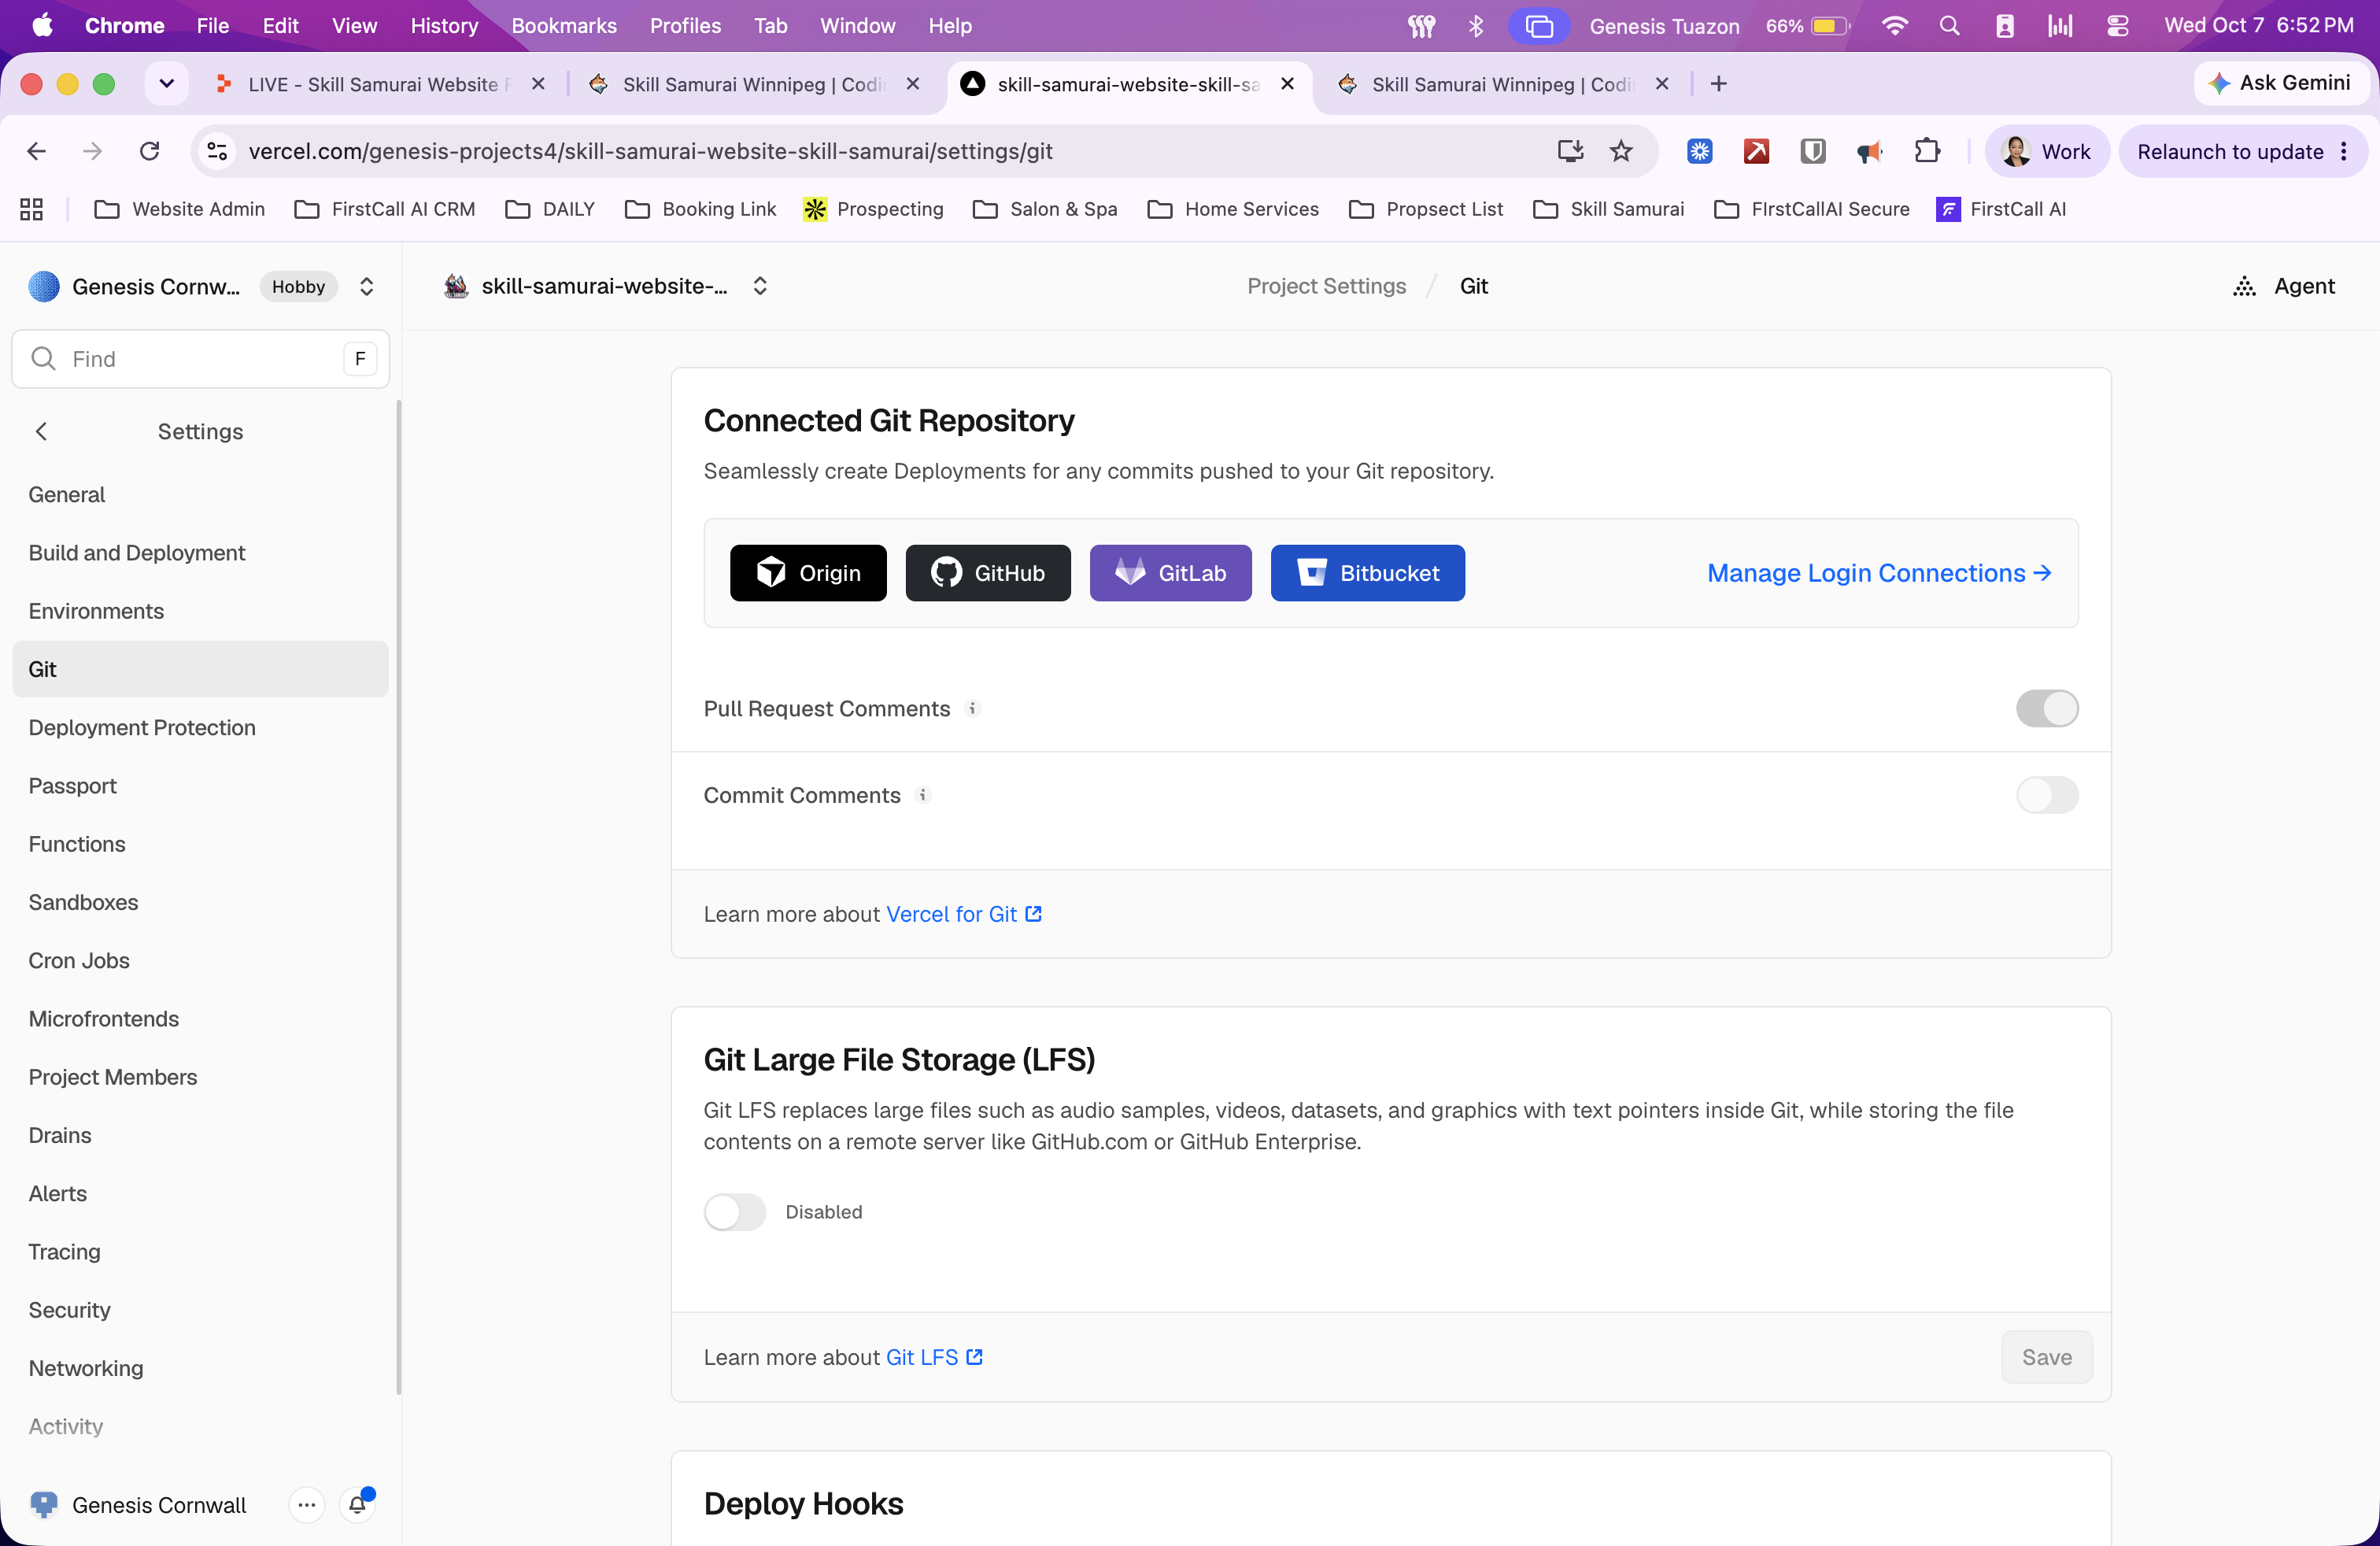 Chrome File Edit View History Bookmarks Profiles Tab Window Help Genesis Tuazon 66% Wed Oct 7 6:52 PM
LIVE - Skill Samurai Website Skill Samurai Winnipeg | Codi skill-samurai-website-skill-sa Skill Samurai Winnipeg | Codi Ask Gemini
vercel.com/genesis-projects4/skill-samurai-website-skill-samurai/settings/git Work Relaunch to update
Website Admin FirstCall AI CRM DAILY Booking Link Prospecting Salon & Spa Home Services Propsect List Skill Samurai FIrstCallAI Secure FirstCall AI
Genesis Cornw... Hobby skill-samurai-website-... Project Settings / Git Agent
Find F
Settings
General
Build and Deployment
Environments
Git
Deployment Protection
Passport
Functions
Sandboxes
Cron Jobs
Microfrontends
Project Members
Drains
Alerts
Tracing
Security
Networking
Activity
Genesis Cornwall
Connected Git Repository
Seamlessly create Deployments for any commits pushed to your Git repository.
Origin GitHub GitLab Bitbucket Manage Login Connections →
Pull Request Comments
Commit Comments
Learn more about Vercel for Git
Git Large File Storage (LFS)
Git LFS replaces large files such as audio samples, videos, datasets, and graphics with text pointers inside Git, while storing the file
contents on a remote server like GitHub.com or GitHub Enterprise.
Disabled
Learn more about Git LFS Save
Deploy Hooks